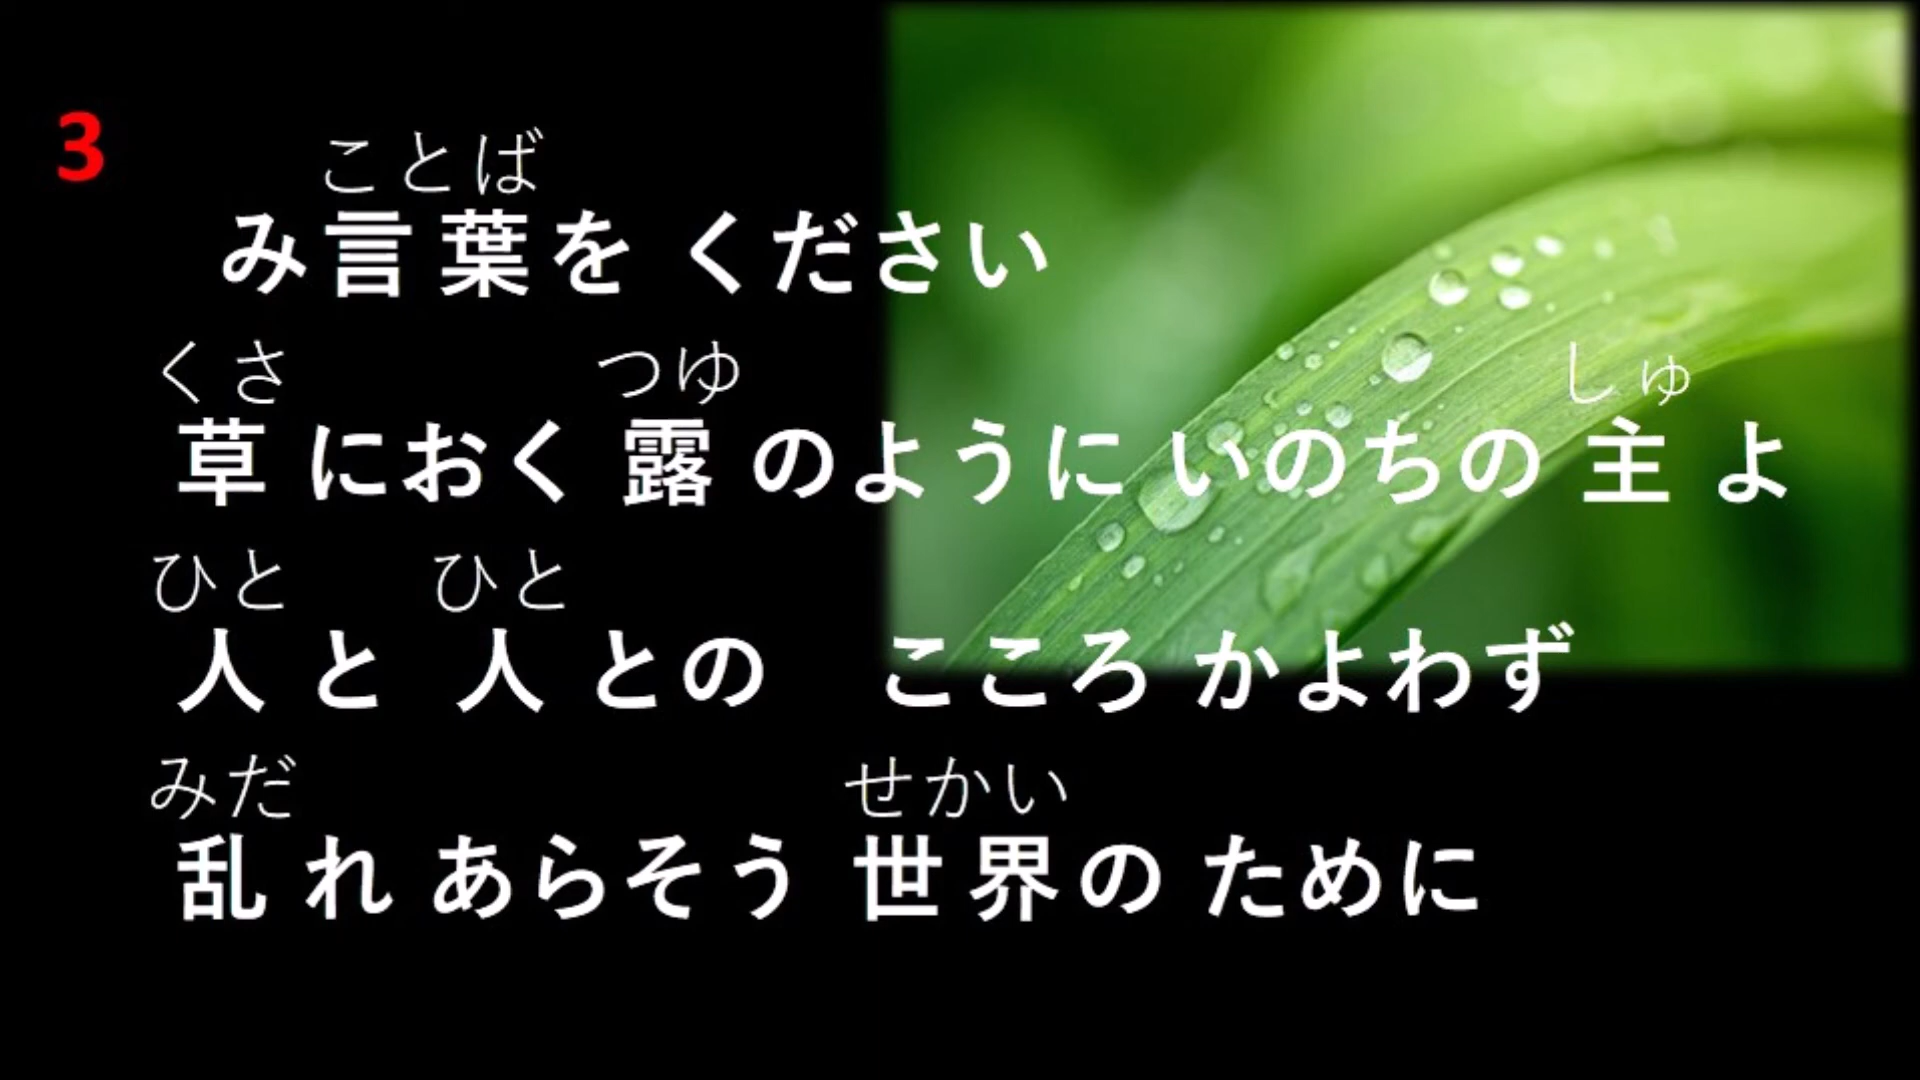 3
ことば
み言葉を ください
くさ つゆ しゅ
草 におく 露 のように いのちの 主 よ
ひと ひと
人 と 人 との こころ かよわず
みだ せかい
乱 れ あらそう 世界の ために